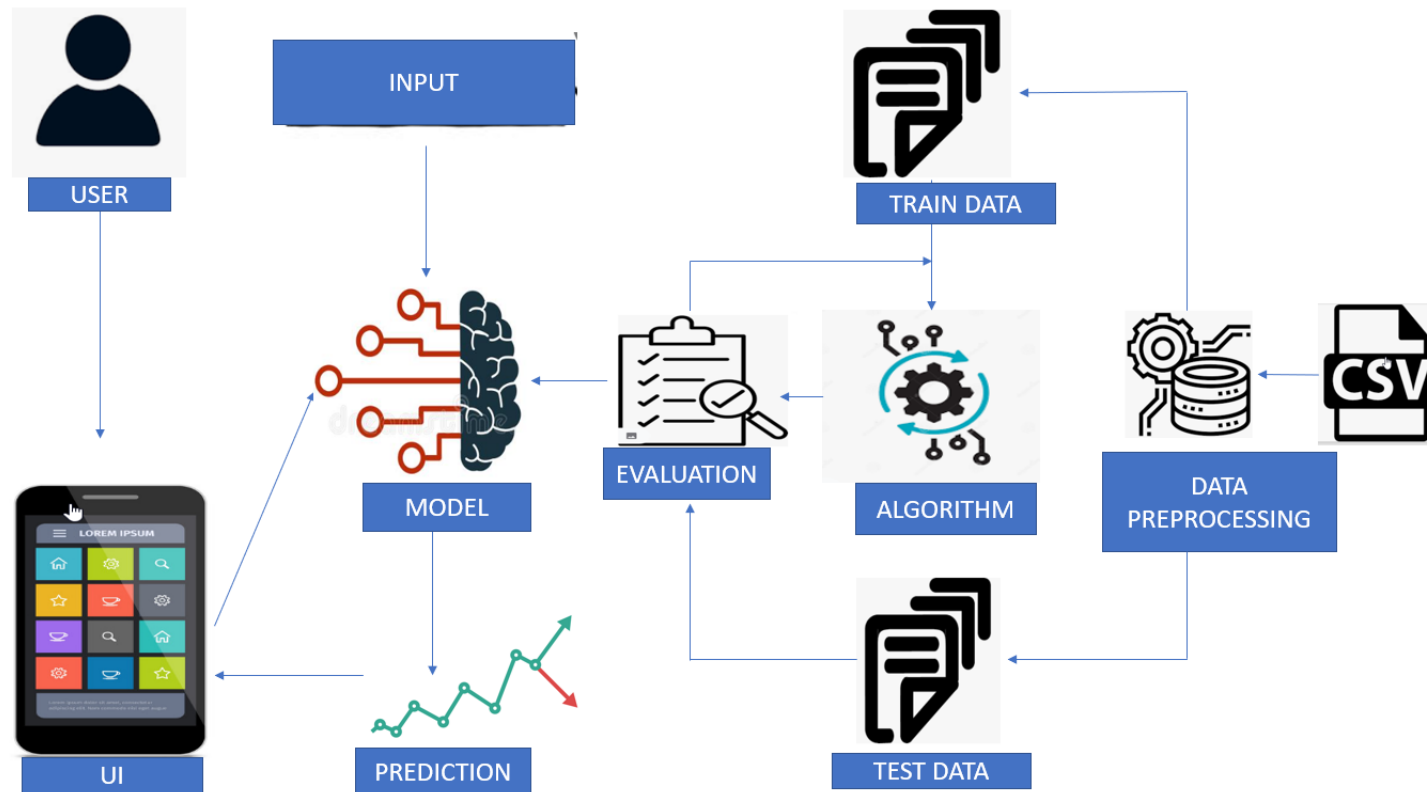 INPUT
USER
TRAIN DATA
CSV
EVALUATION
MODEL
ALGORITHM
DATA
PREPROCESSING
LOREM IPSUM
PREDICTION
TEST DATA
UI